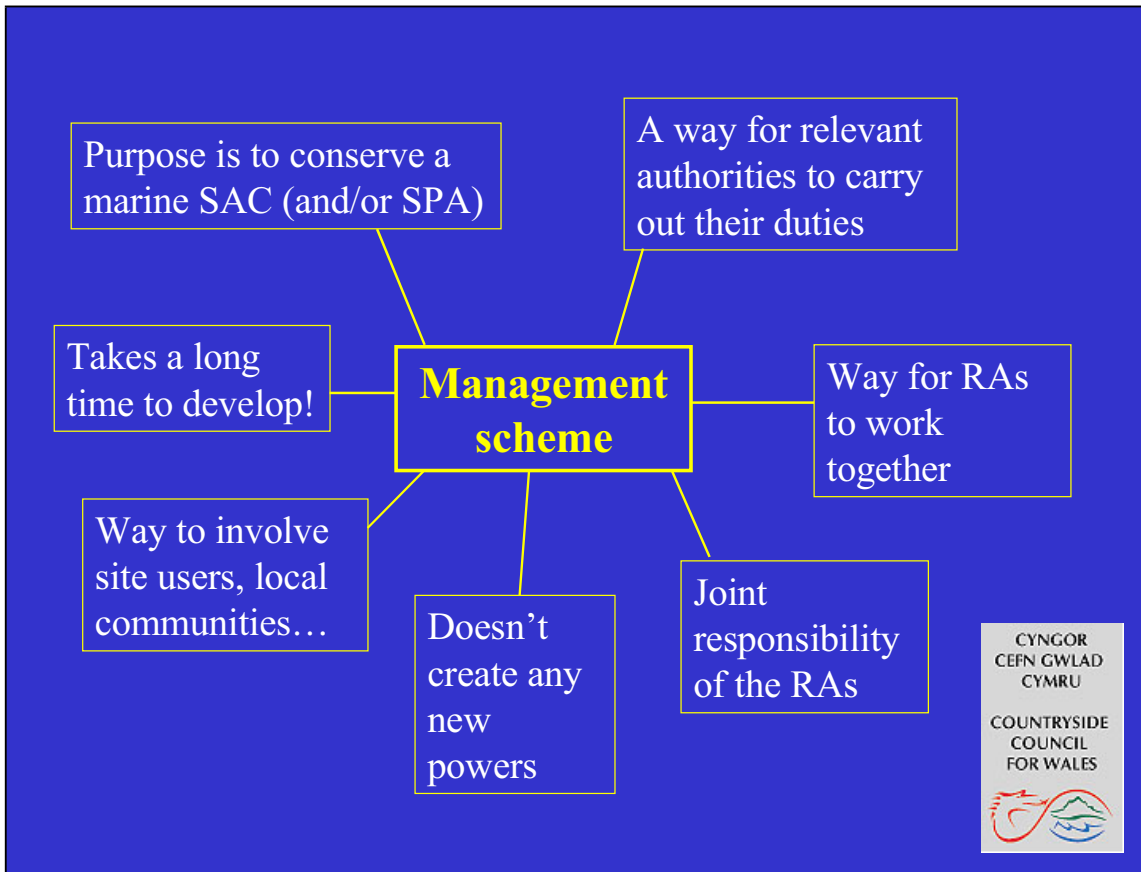 Purpose is to conserve a
marine SAC (and/or SPA)
A way for relevant
authorities to carry
out their duties
Takes a long
time to develop!
Management
scheme
Way for RAs
to work
together
Way to involve
site users, local
communities…
Doesn’t
create any
new
powers
Joint
responsibility
of the RAs
CYNGOR
CEFN GWLAD
CYMRU
COUNTRYSIDE
COUNCIL
FOR WALES